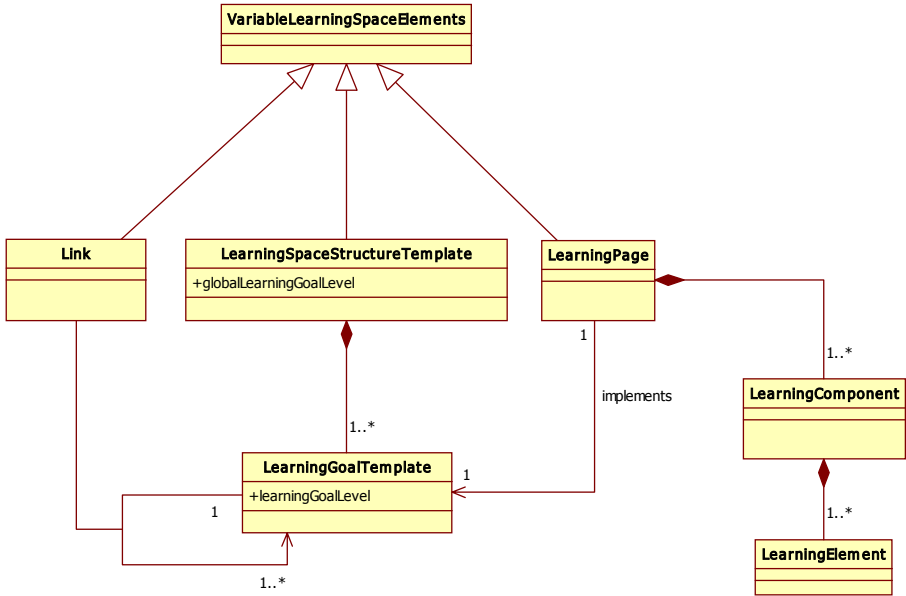 VariableLearningSpaceElements
Link
LearningSpaceStructureTemplate
+globalLearningGoalLevel
LearningPage
1
1..*
implements
LearningComponent
1..*
LearningGoalTemplate
+learningGoalLevel
1
1
1..*
1..*
LearningElement